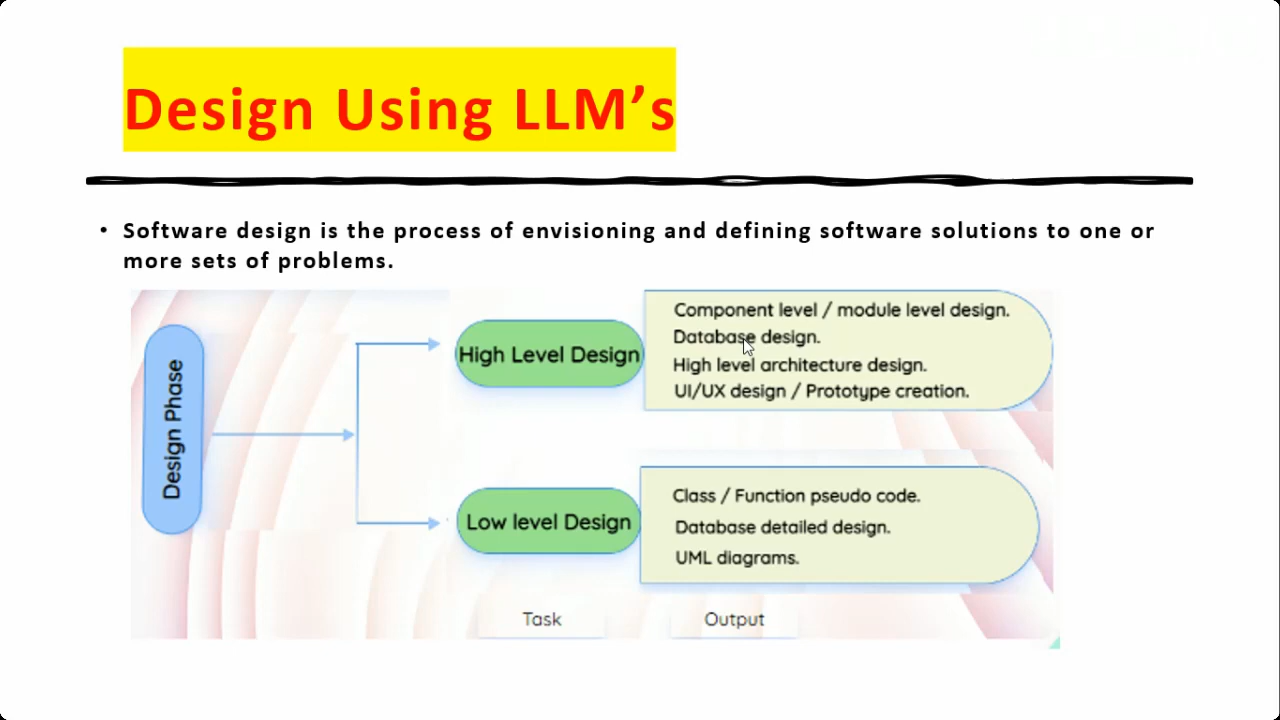 Design Using LLM’s
• Software design is the process of envisioning and defining software solutions to one or
more sets of problems.
Design Phase
High Level Design
Component level / module level design.
Database design.
High level architecture design.
UI/UX design / Prototype creation.
Low level Design
Class / Function pseudo code.
Database detailed design.
UML diagrams.
Task
Output